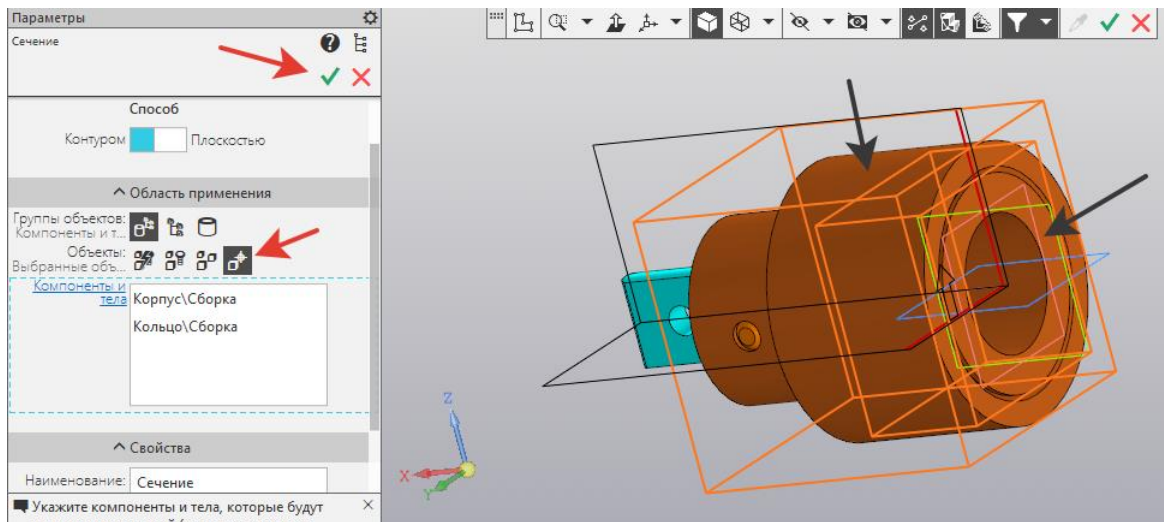 Параметры
Сечение
Способ
Контуром Плоскостью
Область применения
Группы объектов:
Компоненты и т...
Объекты:
Выбранные объ...
Компоненты и
тела
Корпус\Сборка
Кольцо\Сборка
Свойства
Наименование: Сечение
Укажите компоненты и тела, которые будут
Z
X
Y